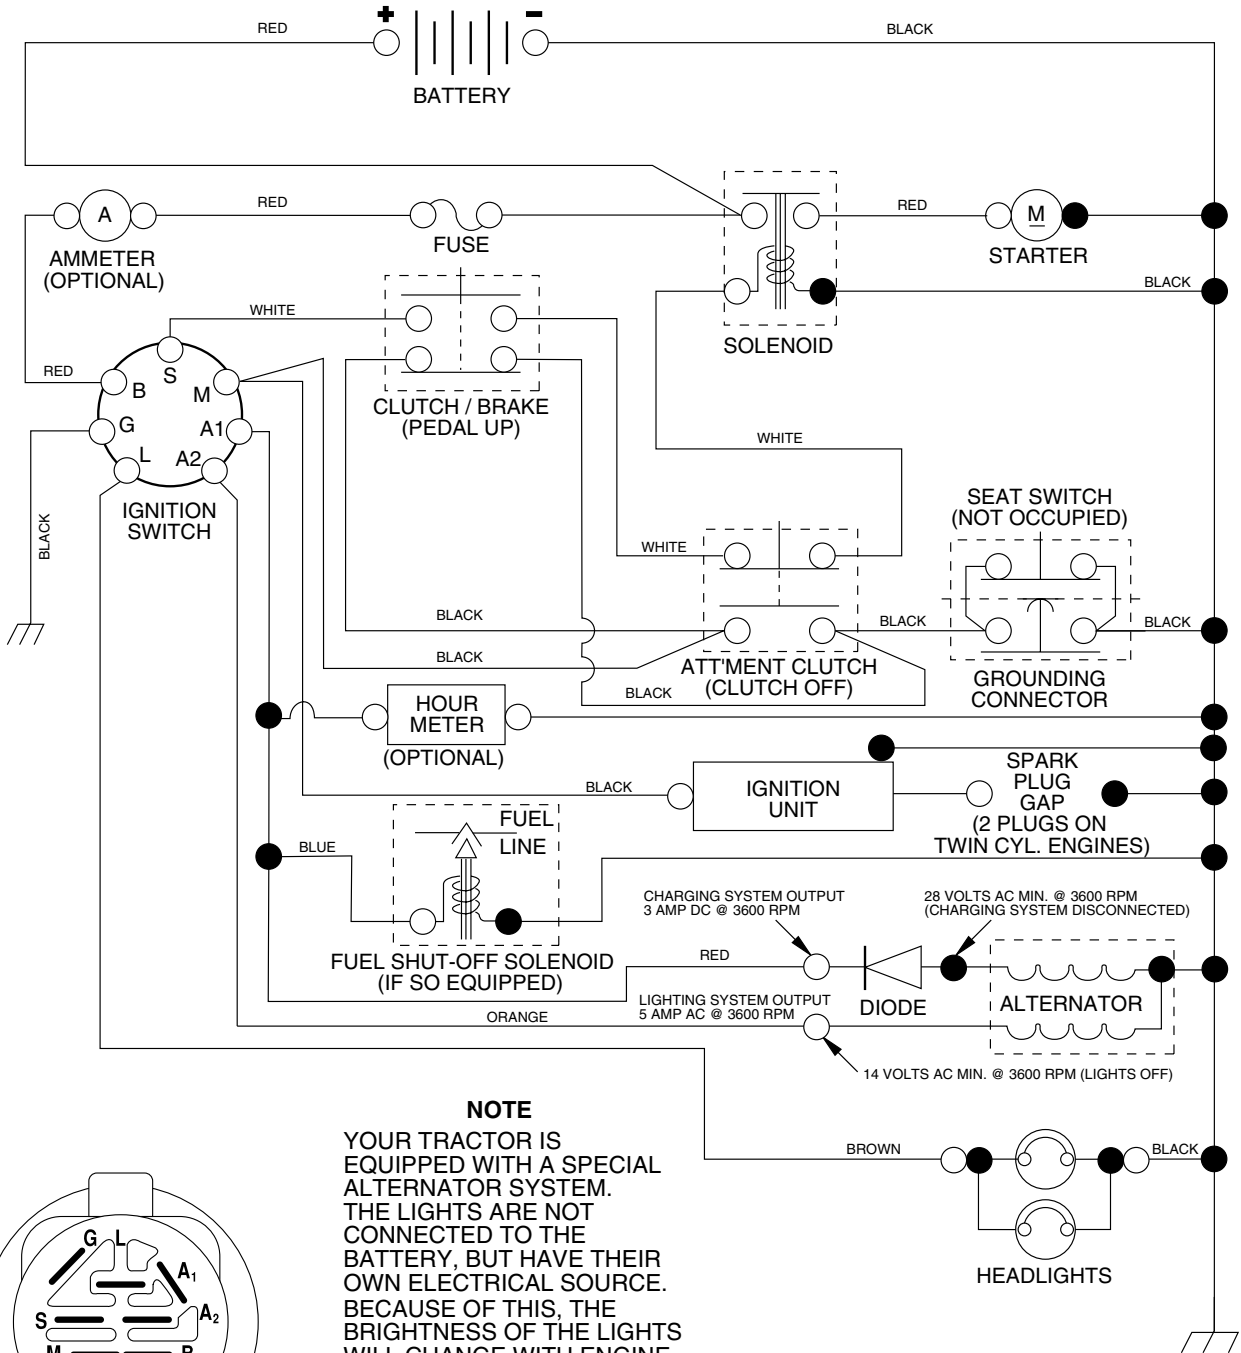 + -
RED
BLACK
BATTERY
A
RED
RED
M
AMMETER
(OPTIONAL)
FUSE
STARTER
BLACK
WHITE
SOLENOID
RED
S
B
M
G
A1
L
A2
CLUTCH / BRAKE
(PEDAL UP)
WHITE
IGNITION
SWITCH
BLACK
SEAT SWITCH
(NOT OCCUPIED)
WHITE
BLACK
BLACK
BLACK
BLACK
ATT'MENT CLUTCH
(CLUTCH OFF)
BLACK
GROUNDING
CONNECTOR
HOUR
METER
(OPTIONAL)
BLACK
IGNITION
UNIT
SPARK
PLUG
GAP
(2 PLUGS ON
TWIN CYL. ENGINES)
FUEL
LINE
BLUE
CHARGING SYSTEM OUTPUT
3 AMP DC @ 3600 RPM
28 VOLTS AC MIN. @ 3600 RPM
(CHARGING SYSTEM DISCONNECTED)
FUEL SHUT-OFF SOLENOID
(IF SO EQUIPPED)
RED
LIGHTING SYSTEM OUTPUT
5 AMP AC @ 3600 RPM
DIODE
ALTERNATOR
ORANGE
14 VOLTS AC MIN. @ 3600 RPM (LIGHTS OFF)
NOTE
YOUR TRACTOR IS
EQUIPPED WITH A SPECIAL
ALTERNATOR SYSTEM.
THE LIGHTS ARE NOT
CONNECTED TO THE
BATTERY, BUT HAVE THEIR
OWN ELECTRICAL SOURCE.
BECAUSE OF THIS, THE
BRIGHTNESS OF THE LIGHTS
WILL CHANGE WITH ENGINE
BROWN
BLACK
HEADLIGHTS
G L
A1
S
A2
M
B